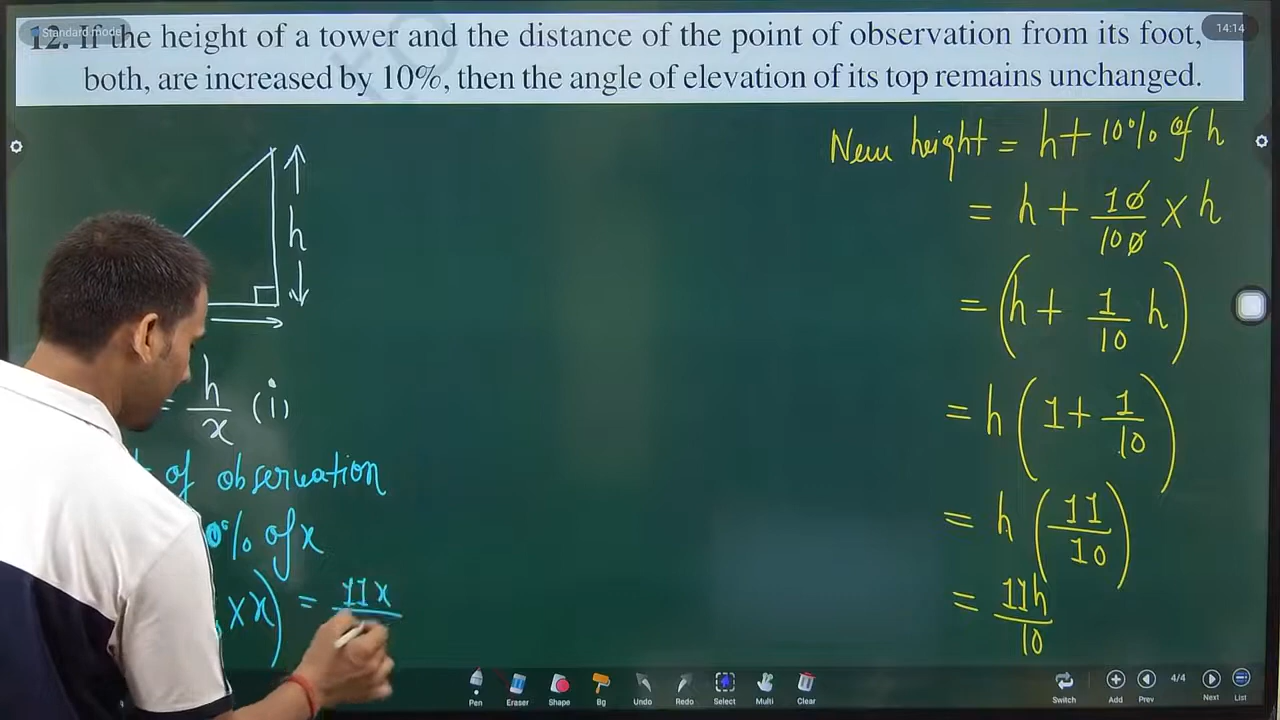 12. If the height of a tower and the distance of the point of observation from its foot,
both, are increased by 10%, then the angle of elevation of its top remains unchanged.
Standard mode
14:14
h
= h/x (i)
of observation
0% of x
× x) = 11x
New height = h + 10% of h
= h + 10/100 × h
= (h + 1/10 h)
= h (1 + 1/10)
= h (11/10)
= 11h/10
Pen Eraser Shape Bg Undo Redo Select Multi Clear
Switch Add Prev 4/4 Next List